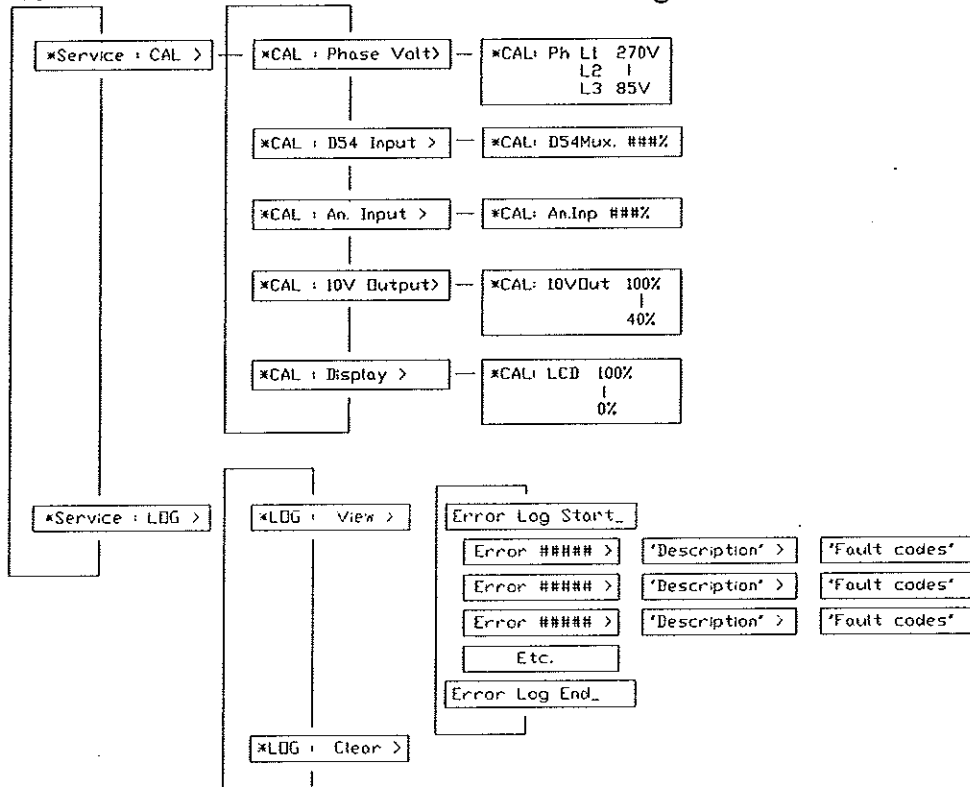 *Service : CAL >
*CAL : Phase Volt>
*CAL: Ph L1 270V
L2 |
L3 85V
*CAL : D54 Input >
*CAL: D54Mux. ###%
*CAL : An. Input >
*CAL: An.Inp ###%
*CAL : 10V Output>
*CAL: 10VOut 100%
|
40%
*CAL : Display >
*CAL: LCD 100%
|
0%
*Service : LOG >
*LOG : View >
Error Log Start_
Error ##### >
"Description" >
"Fault codes"
Error ##### >
"Description" >
"Fault codes"
Error ##### >
"Description" >
"Fault codes"
Etc.
Error Log End_
*LOG : Clear >